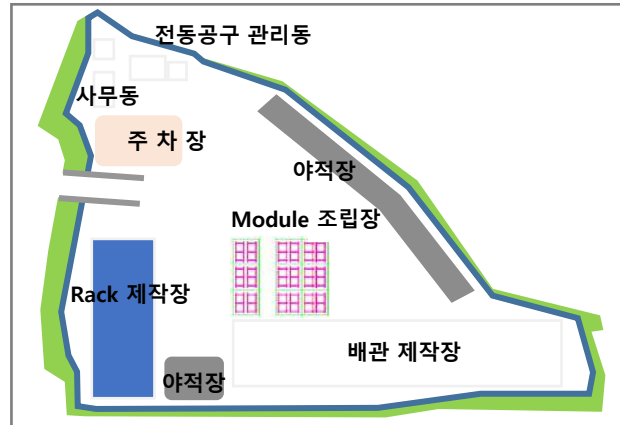 전동공구 관리동
사무동
주 차 장
야적장
Module 조립장
Rack 제작장
배관 제작장
야적장